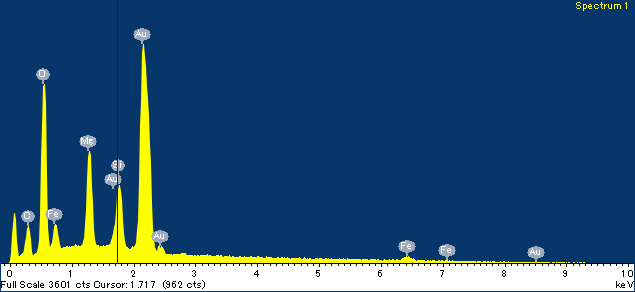 Spectrum 1
Au
O
Mg
Si
Au
C
Fe
Au
Fe
Fe
Au
0 1 2 3 4 5 6 7 8 9 10
Full Scale 3601 cts Cursor: 1.717 (962 cts) keV